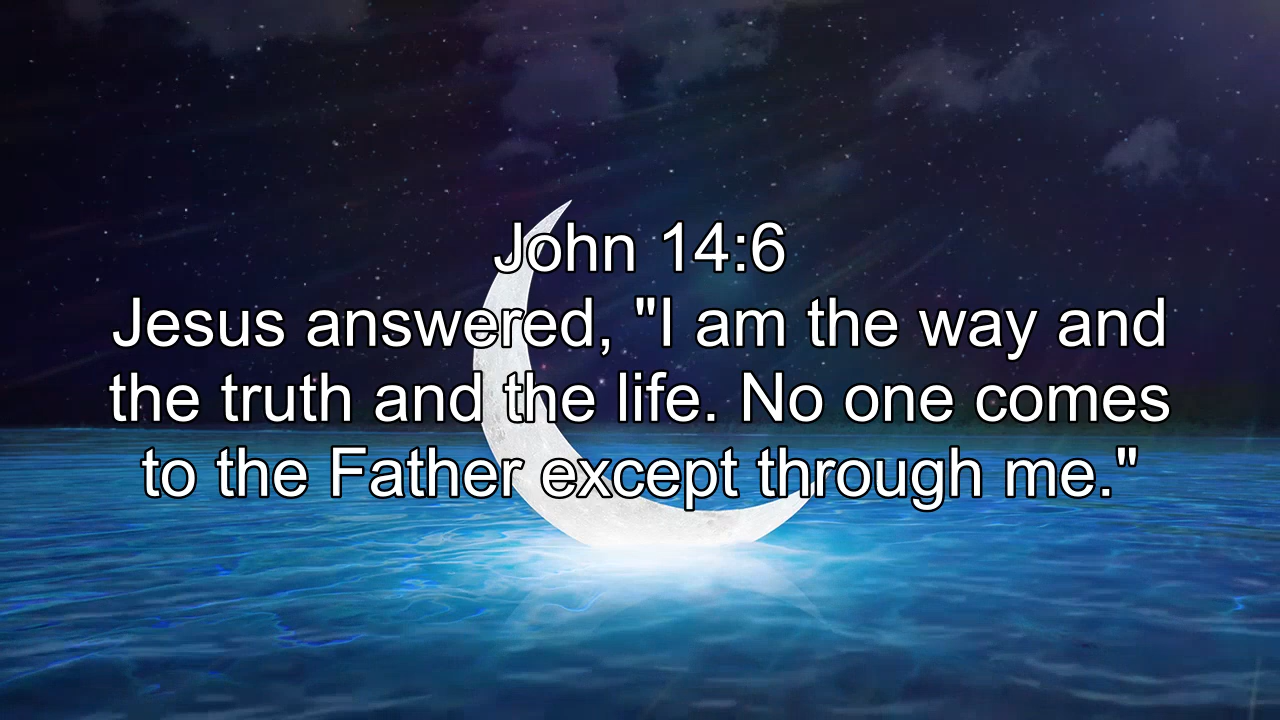 John 14:6
Jesus answered, "I am the way and
the truth and the life. No one comes
to the Father except through me."